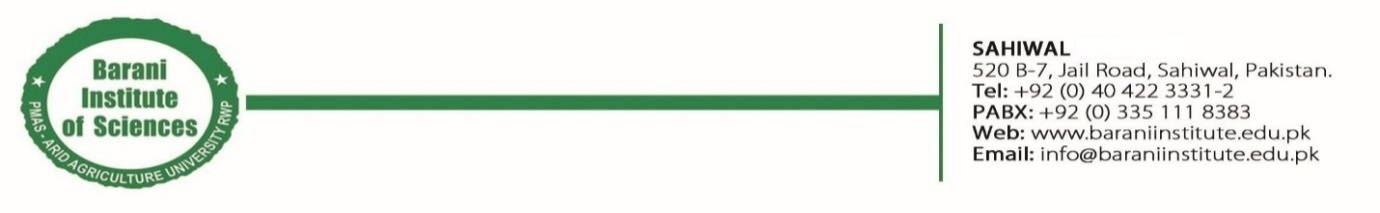 Barani
Institute
of Sciences
PMAS - ARID AGRICULTURE UNIVERSITY RWP
SAHIWAL
520 B-7, Jail Road, Sahiwal, Pakistan.
Tel: +92 (0) 40 422 3331-2
PABX: +92 (0) 335 111 8383
Web: www.baraniinstitute.edu.pk
Email: info@baraniinstitute.edu.pk